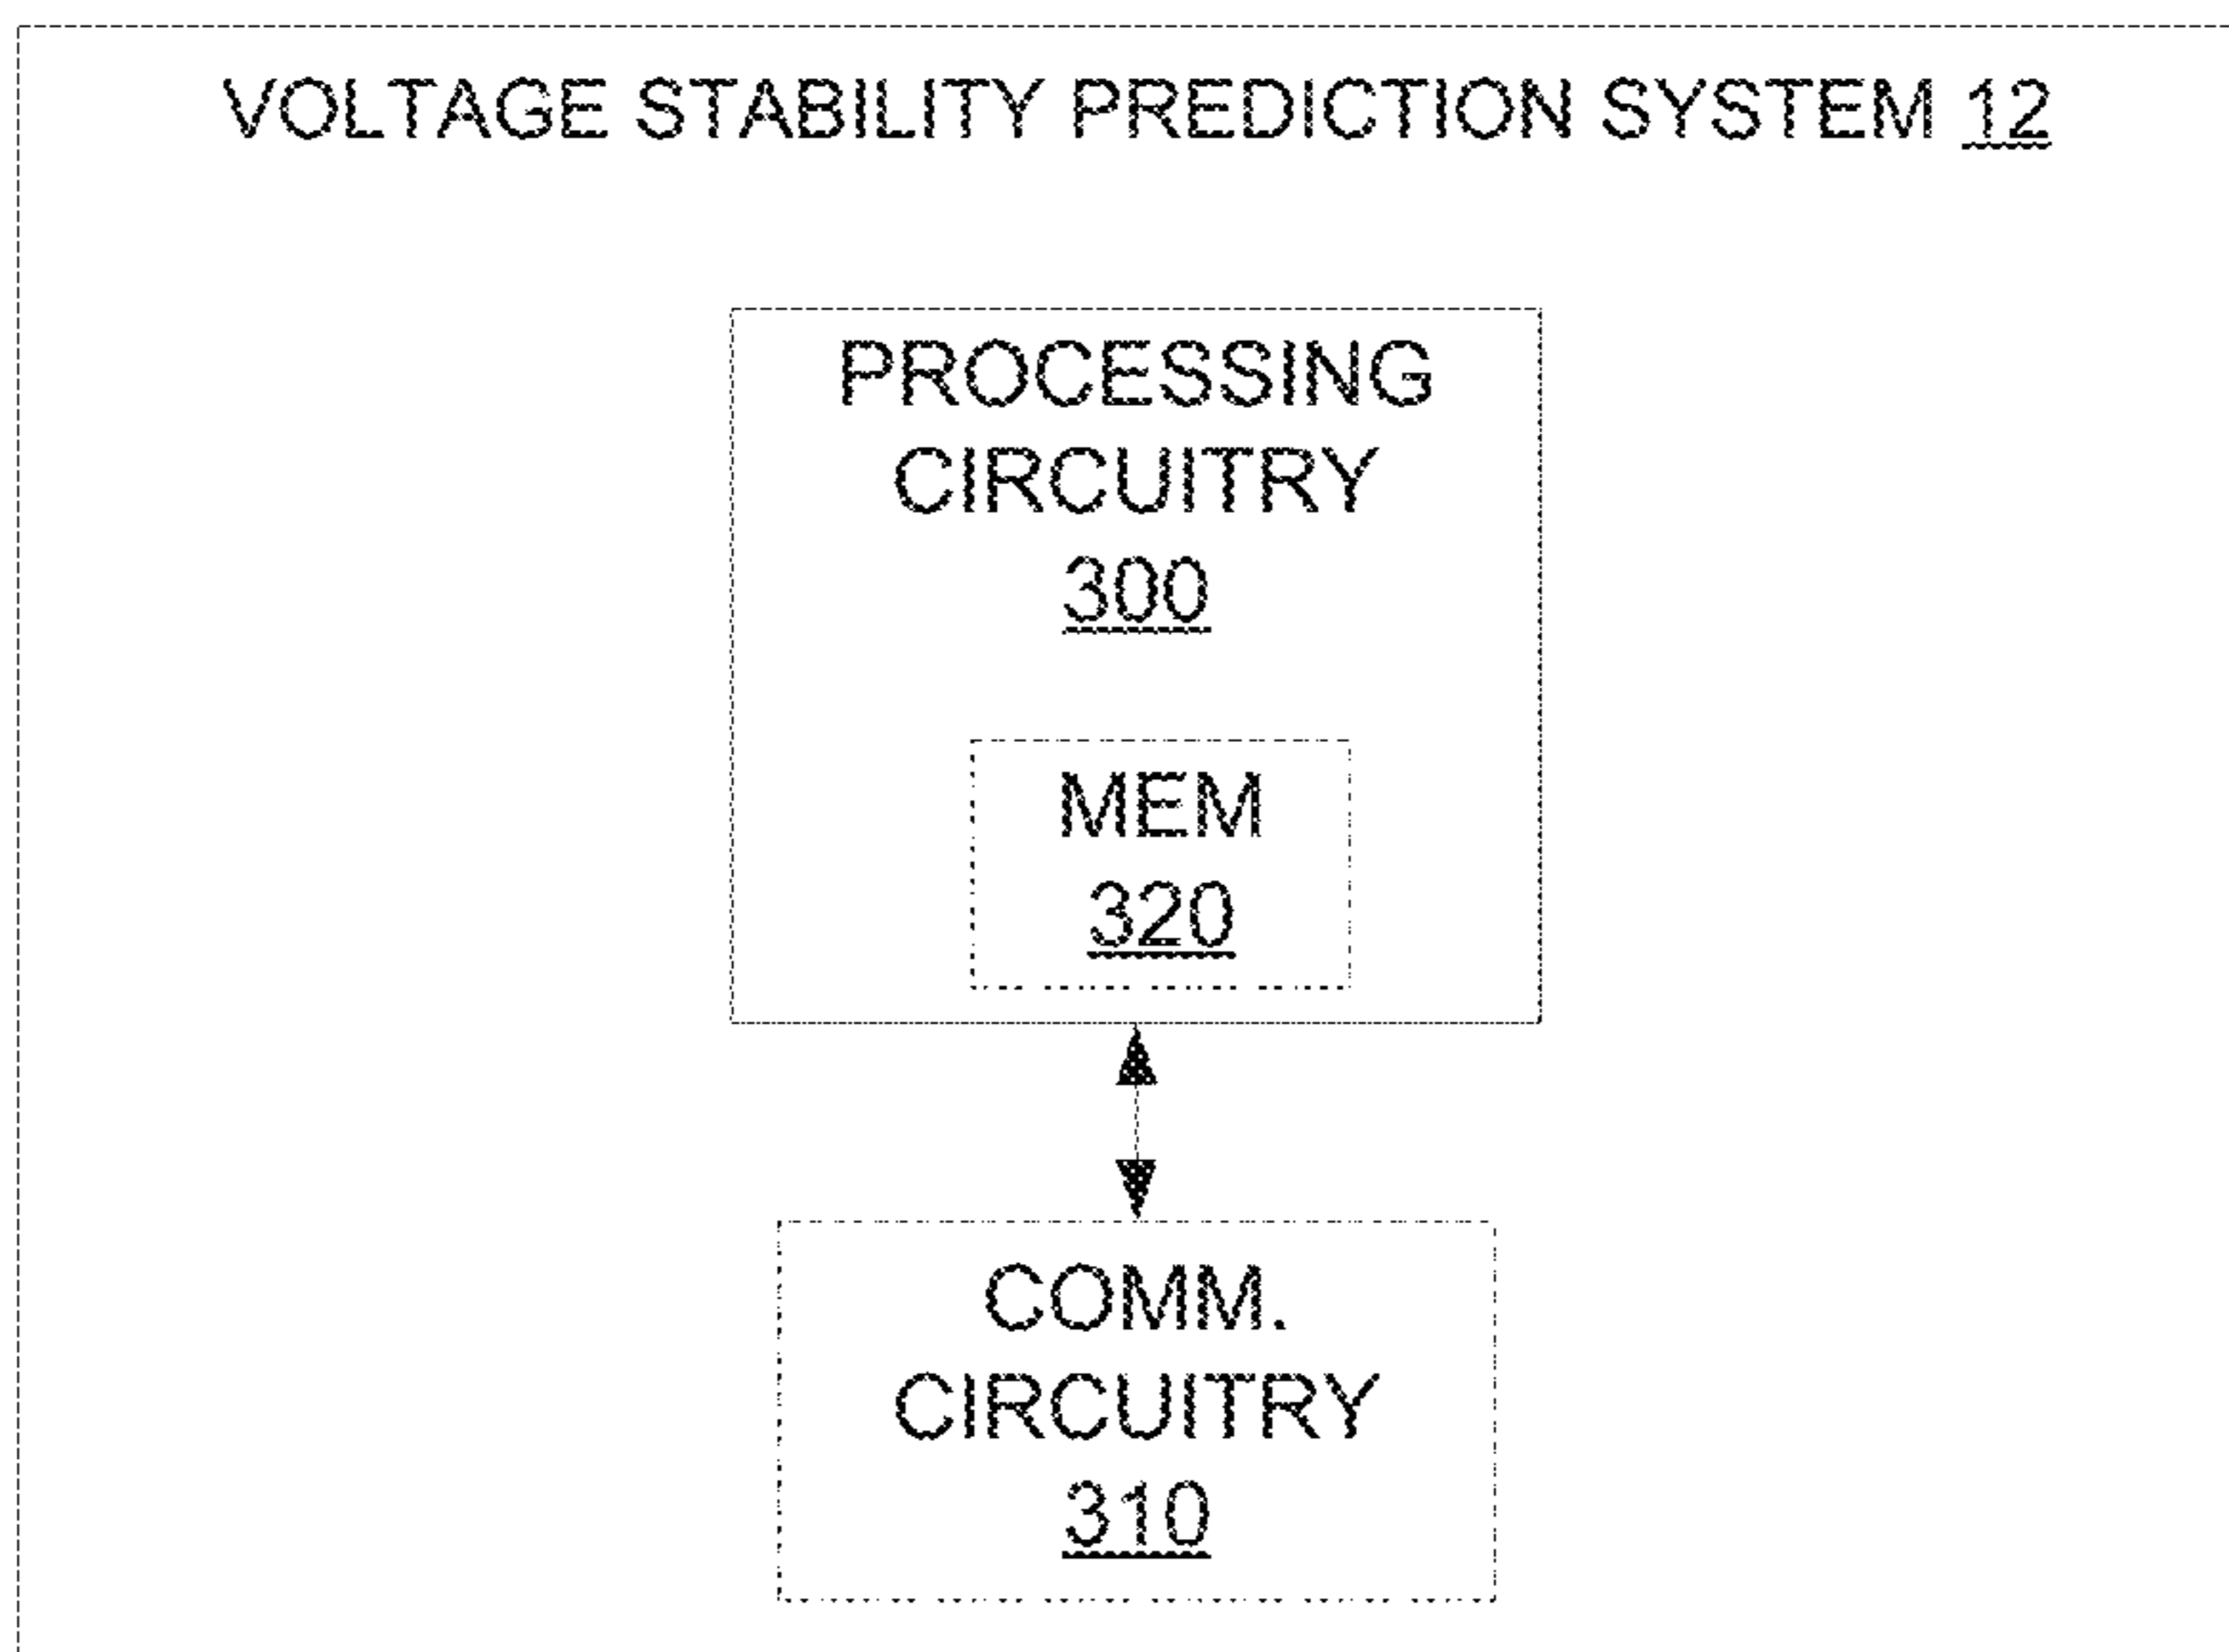 VOLTAGE STABILITY PREDICTION SYSTEM 12
PROCESSING
CIRCUITRY
300
MEM
320
COMM.
CIRCUITRY
310